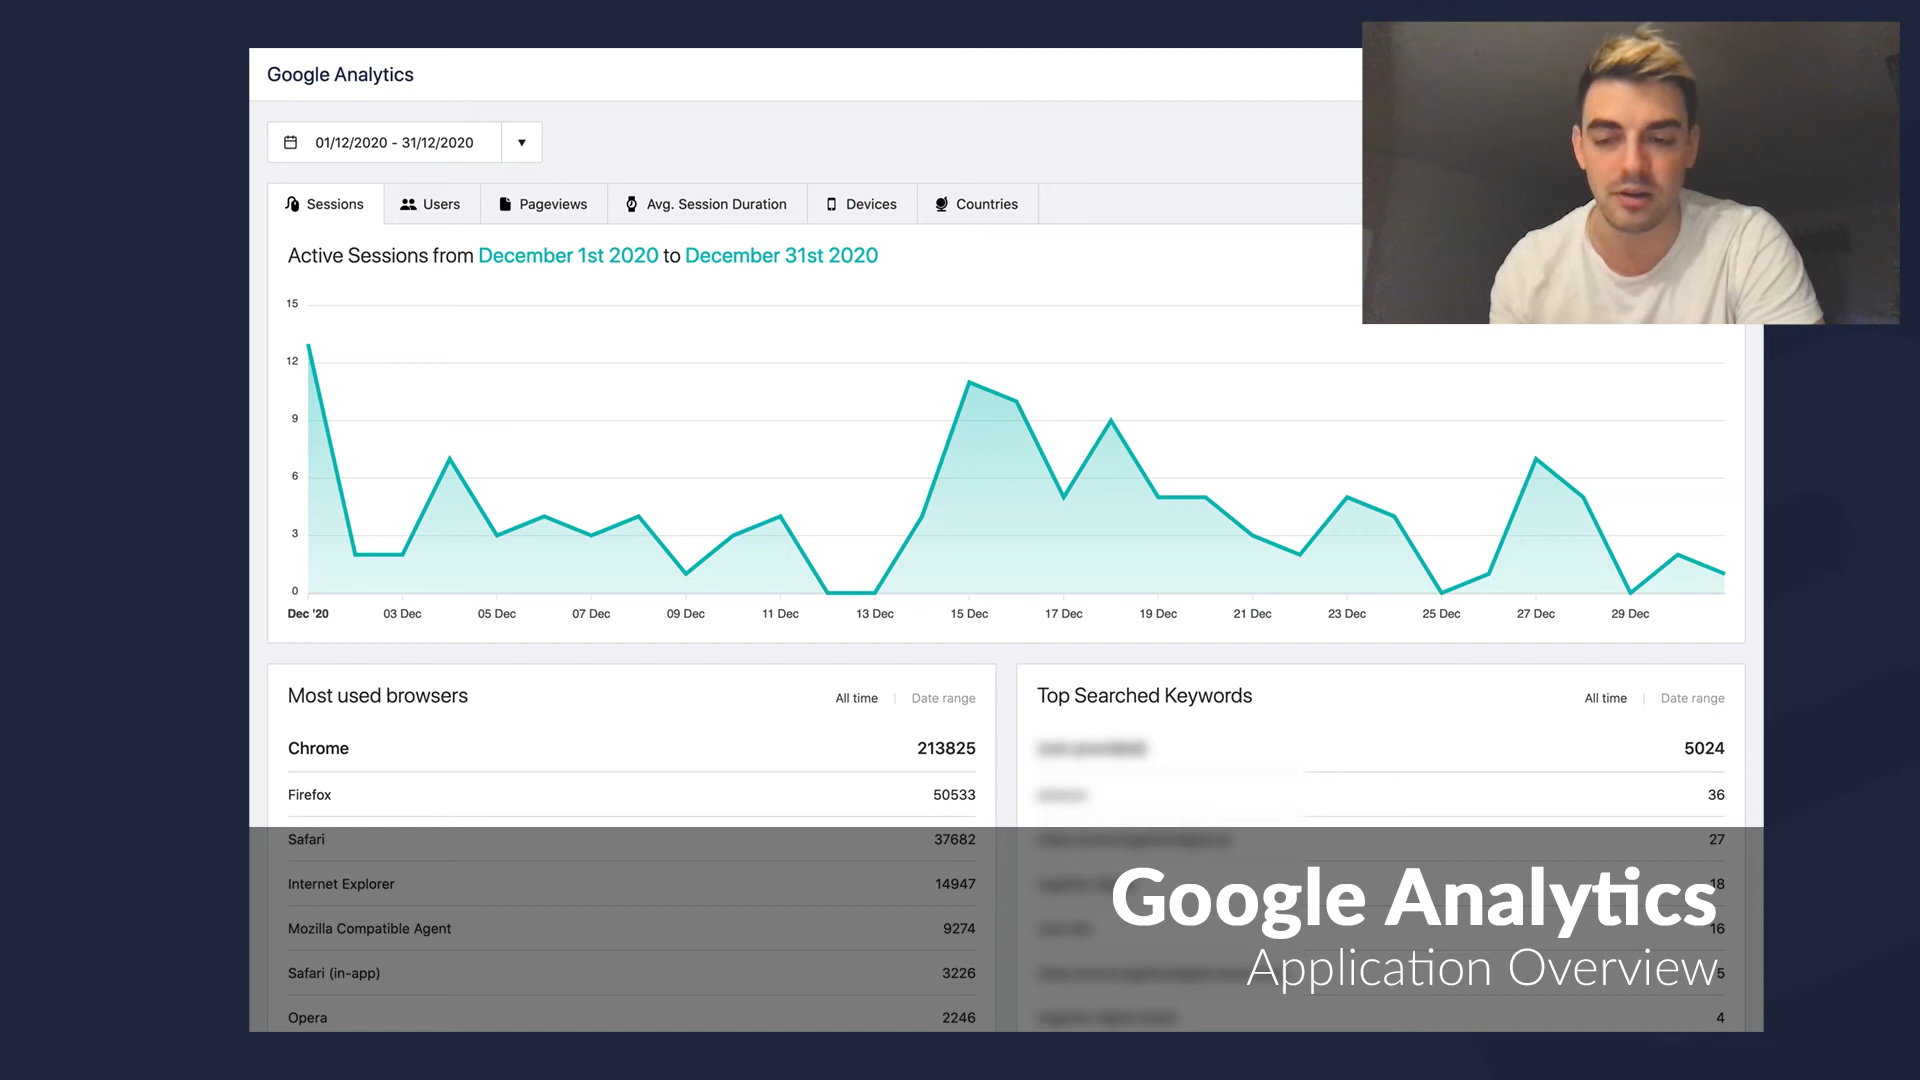 Google Analytics
01/12/2020 - 31/12/2020
Sessions Users Pageviews Avg. Session Duration Devices Countries
Active Sessions from December 1st 2020 to December 31st 2020
15
12
9
6
3
0
Dec '20 03 Dec 05 Dec 07 Dec 09 Dec 11 Dec 13 Dec 15 Dec 17 Dec 19 Dec 21 Dec 23 Dec 25 Dec 27 Dec 29 Dec
Most used browsers All time Date range
Chrome 213825
Firefox 50533
Safari 37682
Internet Explorer 14947
Mozilla Compatible Agent 9274
Safari (in-app) 3226
Opera 2246
Top Searched Keywords All time Date range
5024
36
27
18
16
5
4
Google Analytics
Application Overview